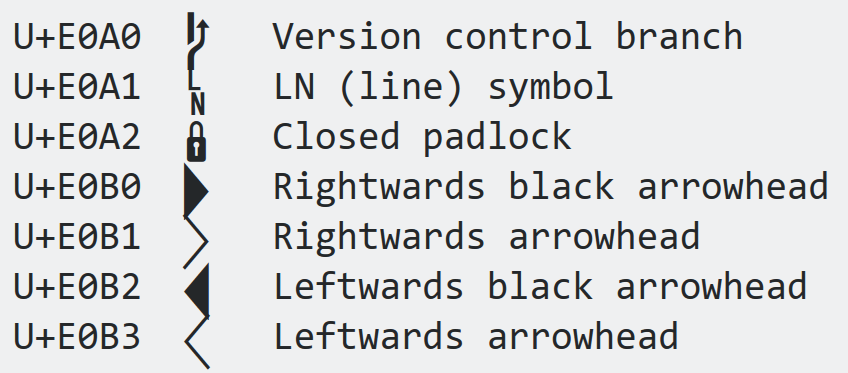 U+E0A0  Version control branch
U+E0A1  LN (line) symbol
U+E0A2  Closed padlock
U+E0B0  Rightwards black arrowhead
U+E0B1  Rightwards arrowhead
U+E0B2  Leftwards black arrowhead
U+E0B3  Leftwards arrowhead